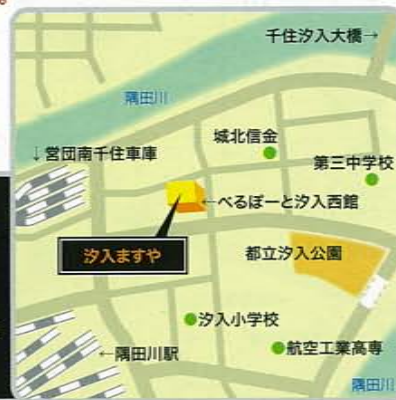 千住汐入大橋→
隅田川
城北信金
↓営団南千住車庫
第三中学校
←べるぽーと汐入西館
汐入ますや
都立汐入公園
汐入小学校
←隅田川駅
航空工業高専
隅田川